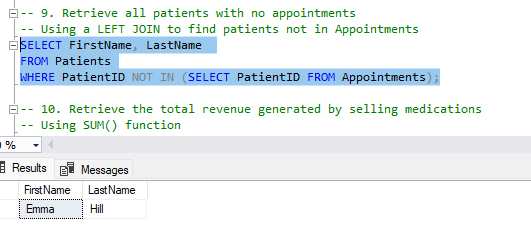 -- 9. Retrieve all patients with no appointments
-- Using a LEFT JOIN to find patients not in Appointments
SELECT FirstName, LastName
FROM Patients
WHERE PatientID NOT IN (SELECT PatientID FROM Appointments);
-- 10. Retrieve the total revenue generated by selling medications
-- Using SUM() function
%
Results Messages
FirstName LastName
Emma Hill